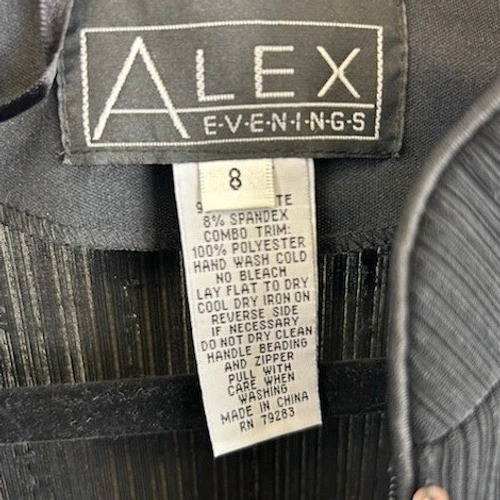 ALEX
E·V·E·N·I·N·G·S
8
8% SPANDEX
COMBO TRIM:
100% POLYESTER
HAND WASH COLD
NO BLEACH
LAY FLAT TO DRY
COOL DRY IRON ON
REVERSE SIDE
IF NECESSARY
DO NOT DRY CLEAN
HANDLE BEADING
AND ZIPPER
PULL WITH
CARE WHEN
WASHING
MADE IN CHINA
RN 79283